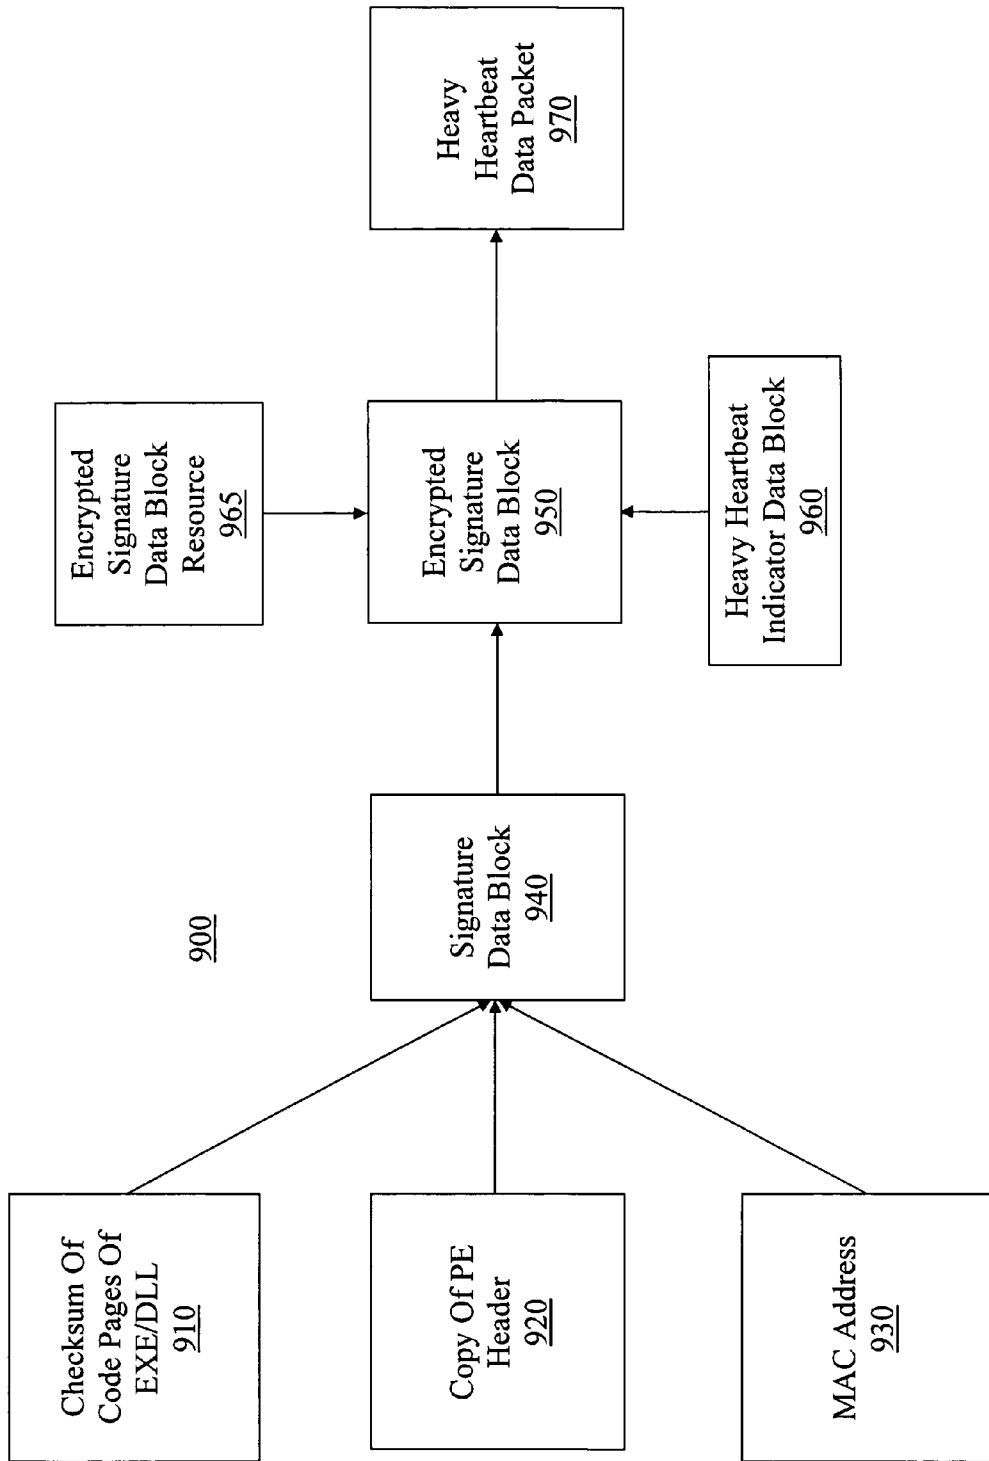 900
Checksum Of
Code Pages Of
EXE/DLL
910
Copy Of PE
Header
920
MAC Address
930
Signature
Data Block
940
Encrypted
Signature
Data Block
Resource
965
Encrypted
Signature
Data Block
950
Heavy Heartbeat
Indicator Data Block
960
Heavy
Heartbeat
Data Packet
970